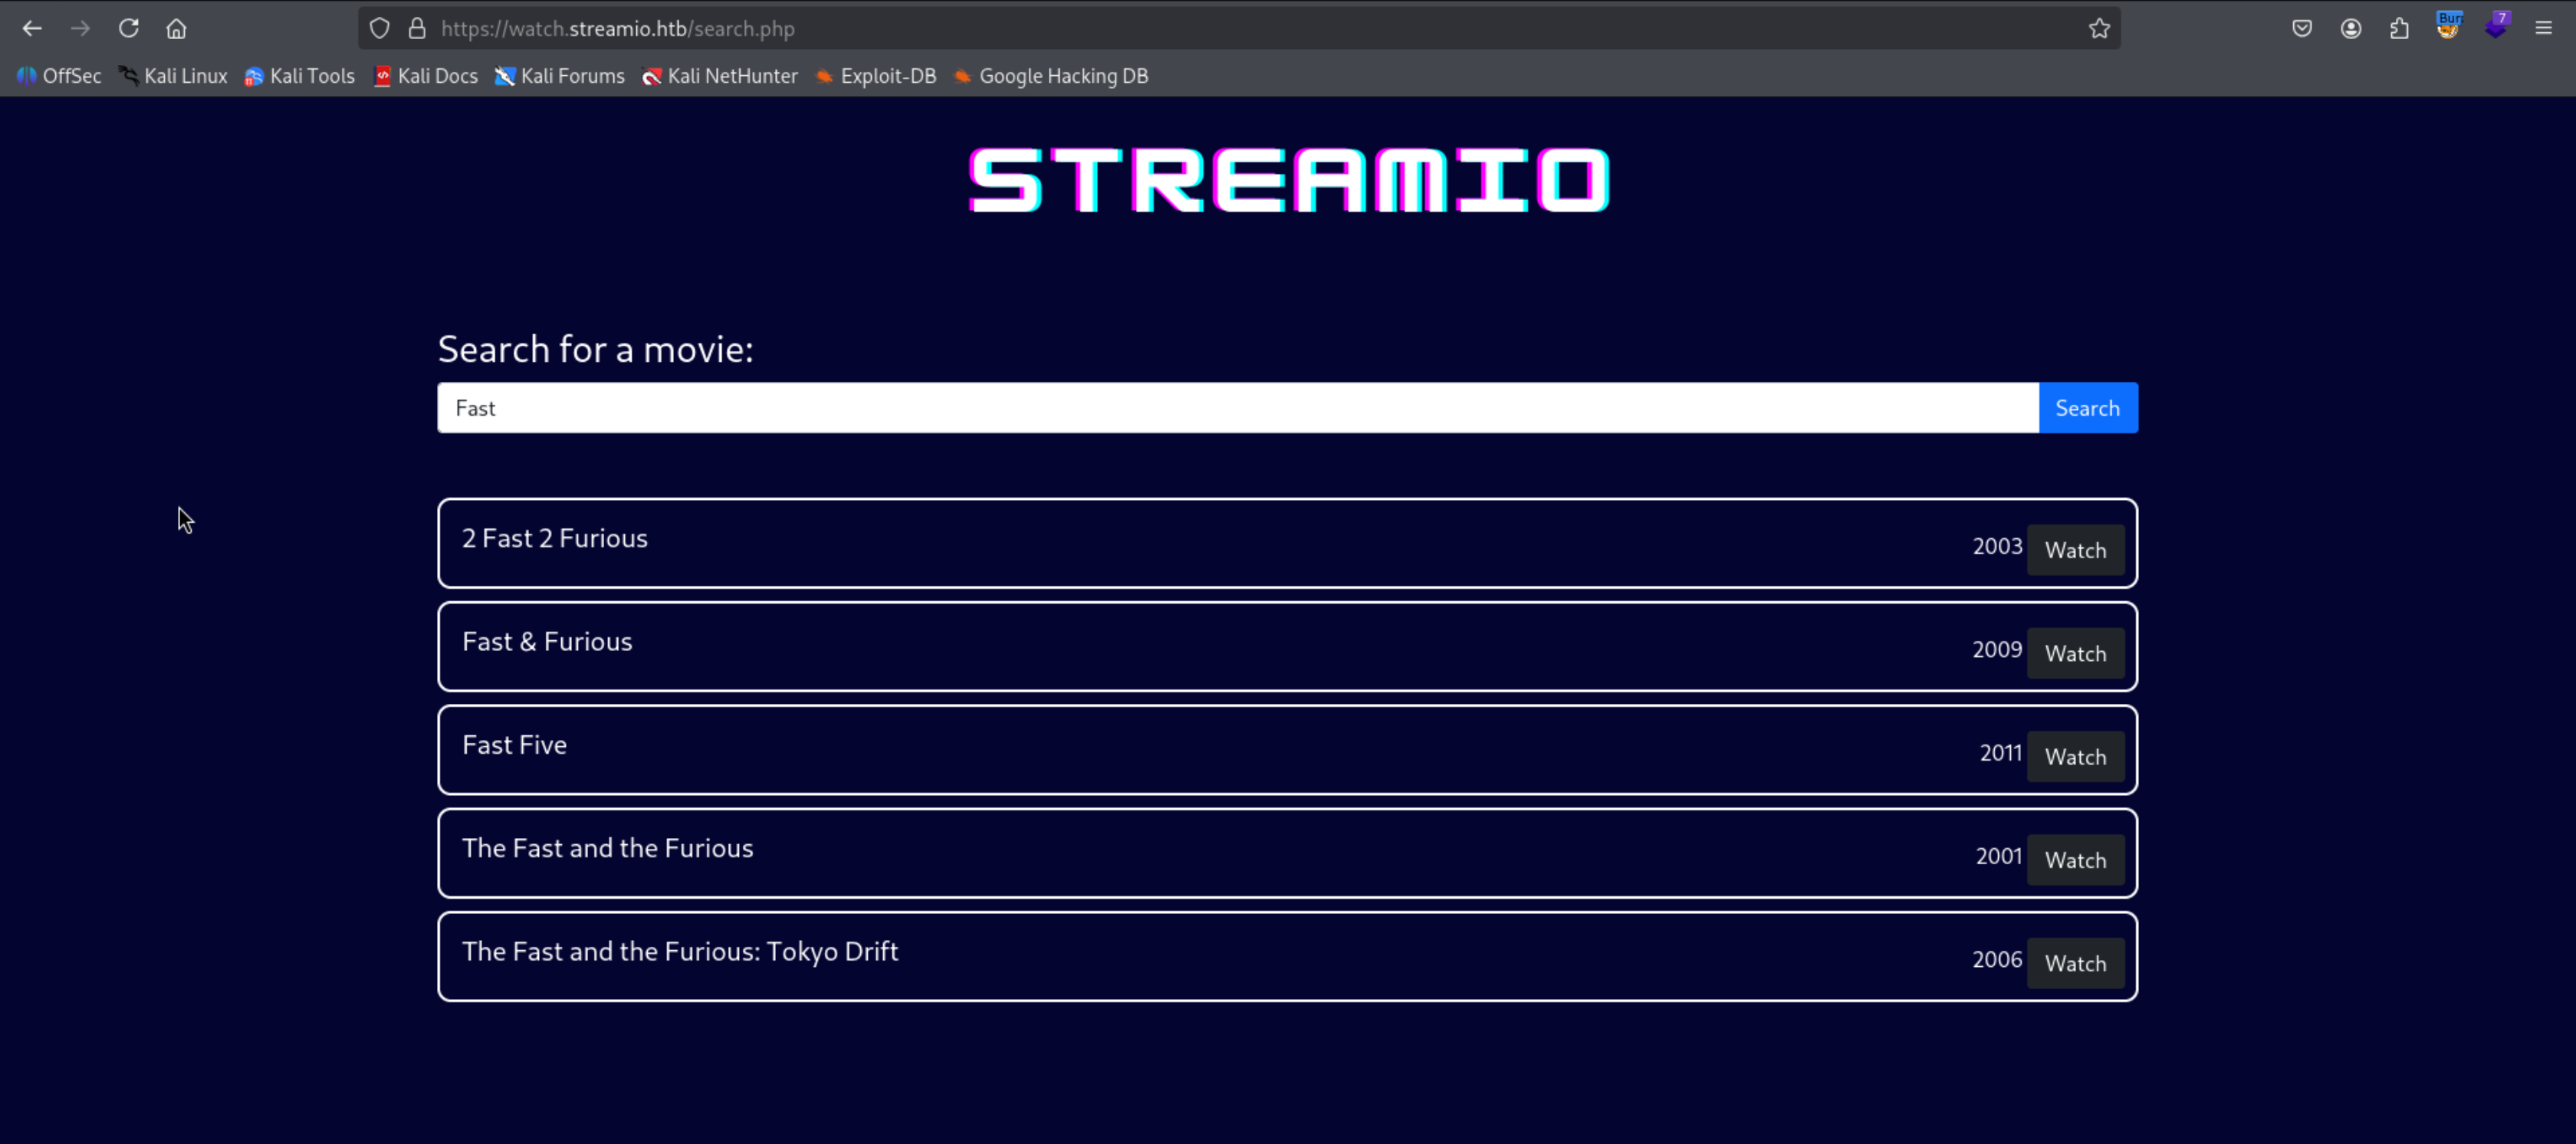 https://watch.streamio.htb/search.php
Burp
7
OffSec Kali Linux Kali Tools Kali Docs Kali Forums Kali NetHunter Exploit-DB Google Hacking DB
STREAMIO
Search for a movie:
Fast Search
2 Fast 2 Furious 2003 Watch
Fast & Furious 2009 Watch
Fast Five 2011 Watch
The Fast and the Furious 2001 Watch
The Fast and the Furious: Tokyo Drift 2006 Watch